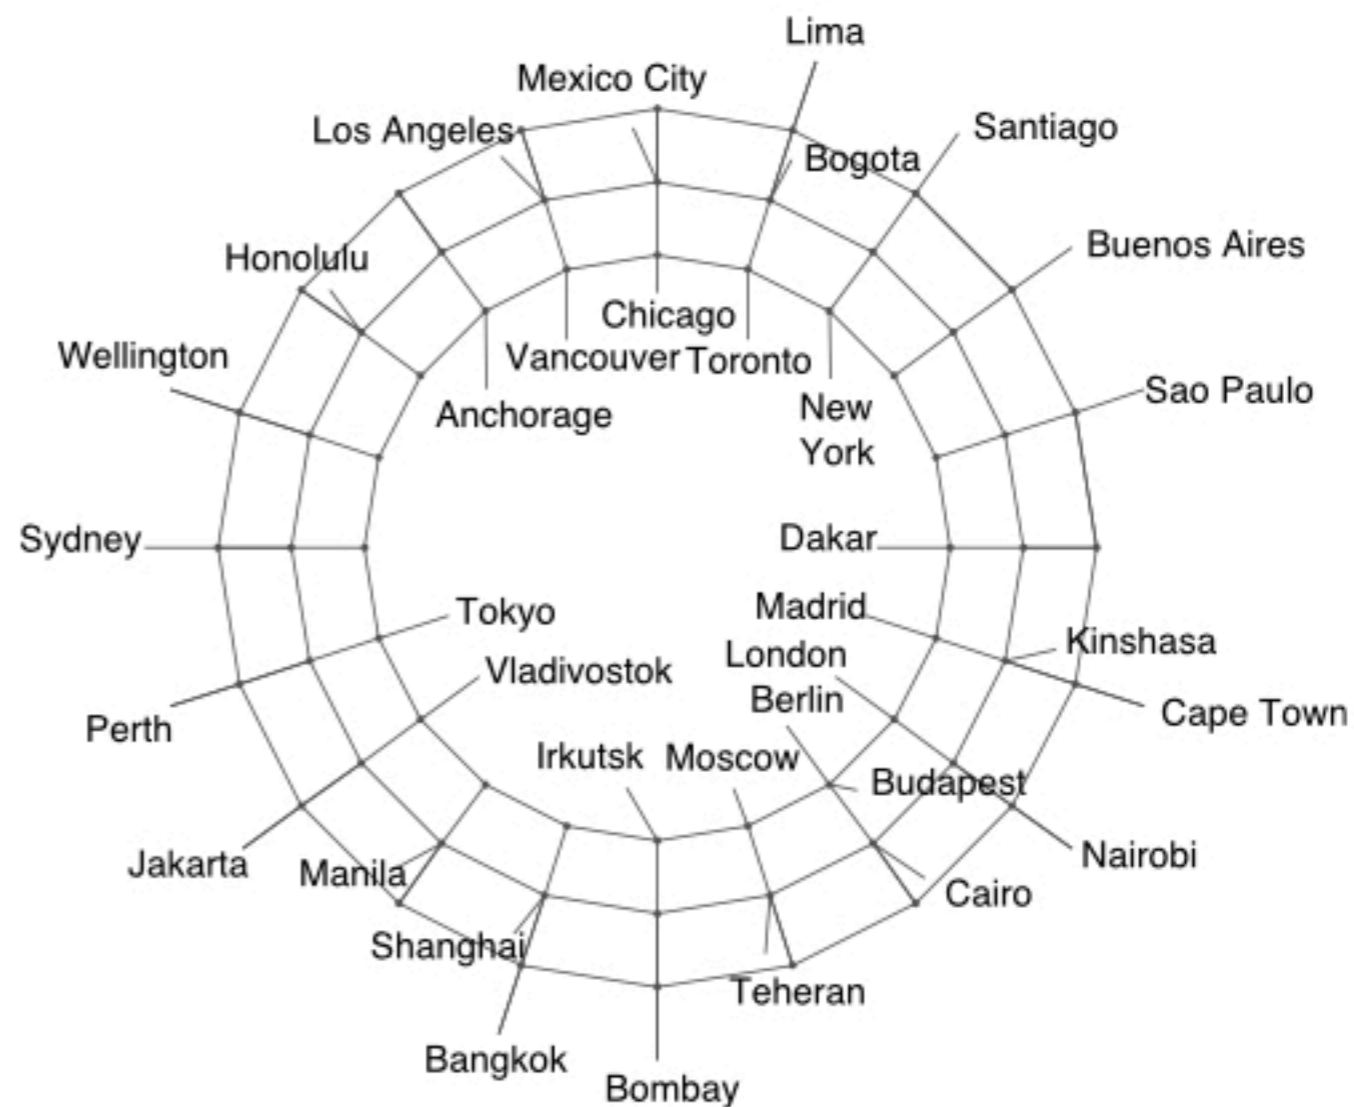 Lima
Mexico City
Los Angeles
Santiago
Bogota
Buenos Aires
Honolulu
Chicago
Wellington
Vancouver
Toronto
Sao Paulo
Anchorage
New
York
Sydney
Dakar
Tokyo
Madrid
Kinshasa
London
Vladivostok
Berlin
Cape Town
Perth
Irkutsk
Moscow
Budapest
Nairobi
Jakarta
Manila
Cairo
Shanghai
Teheran
Bangkok
Bombay